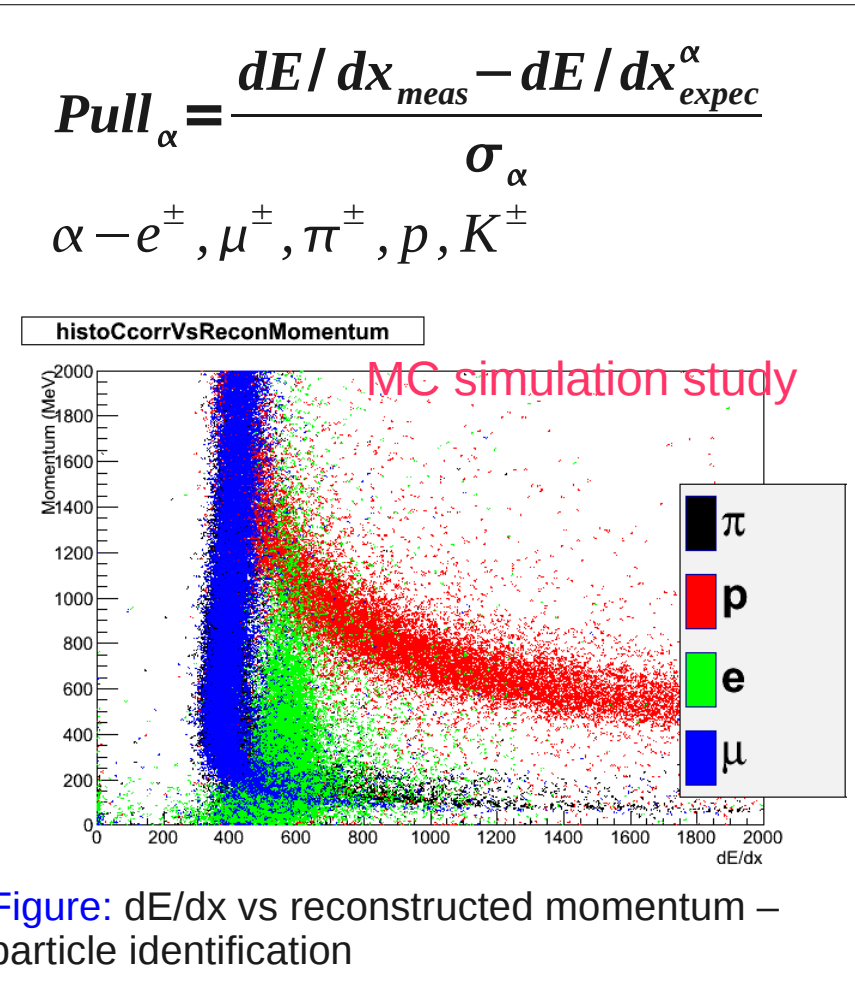 Pull_α = (dE/dx_meas − dE/dx^α_expec) / σ_α
α − e^±, μ^±, π^±, p, K^±
histoCcorrVsReconMomentum
MC simulation study
Momentum (MeV)
2000
1800
1600
1400
1200
1000
800
600
400
200
0
π
p
e
μ
0 200 400 600 800 1000 1200 1400 1600 1800 2000
dE/dx
Figure: dE/dx vs reconstructed momentum –
particle identification